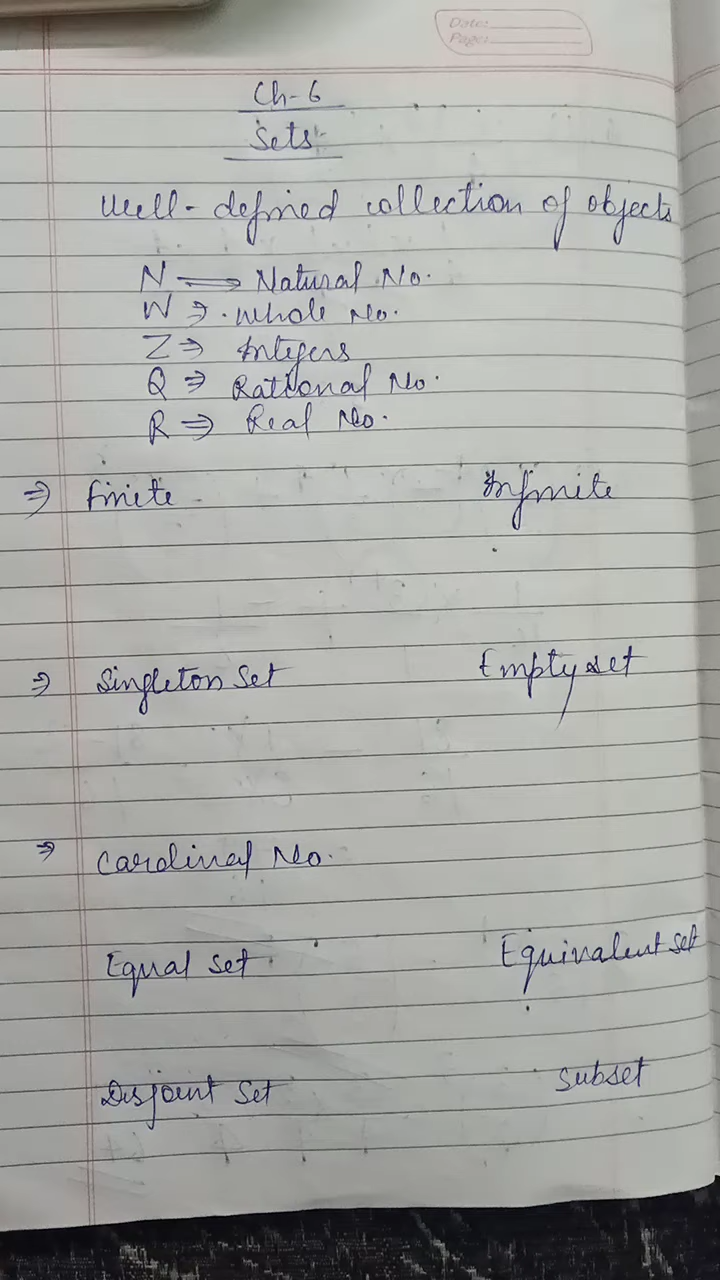 Date:
Page:
Ch-6
Sets
Well-defined collection of objects
N ⟹ Natural No.
W ⇒ Whole No.
Z ⇒ Integers
Q ⇒ Rational No.
R ⇒ Real No.
⇒ finite Infinite
⇒ Singleton Set Empty set
⇒ Cardinal No.
Equal Set Equivalent Set
Disjoint Set Subset